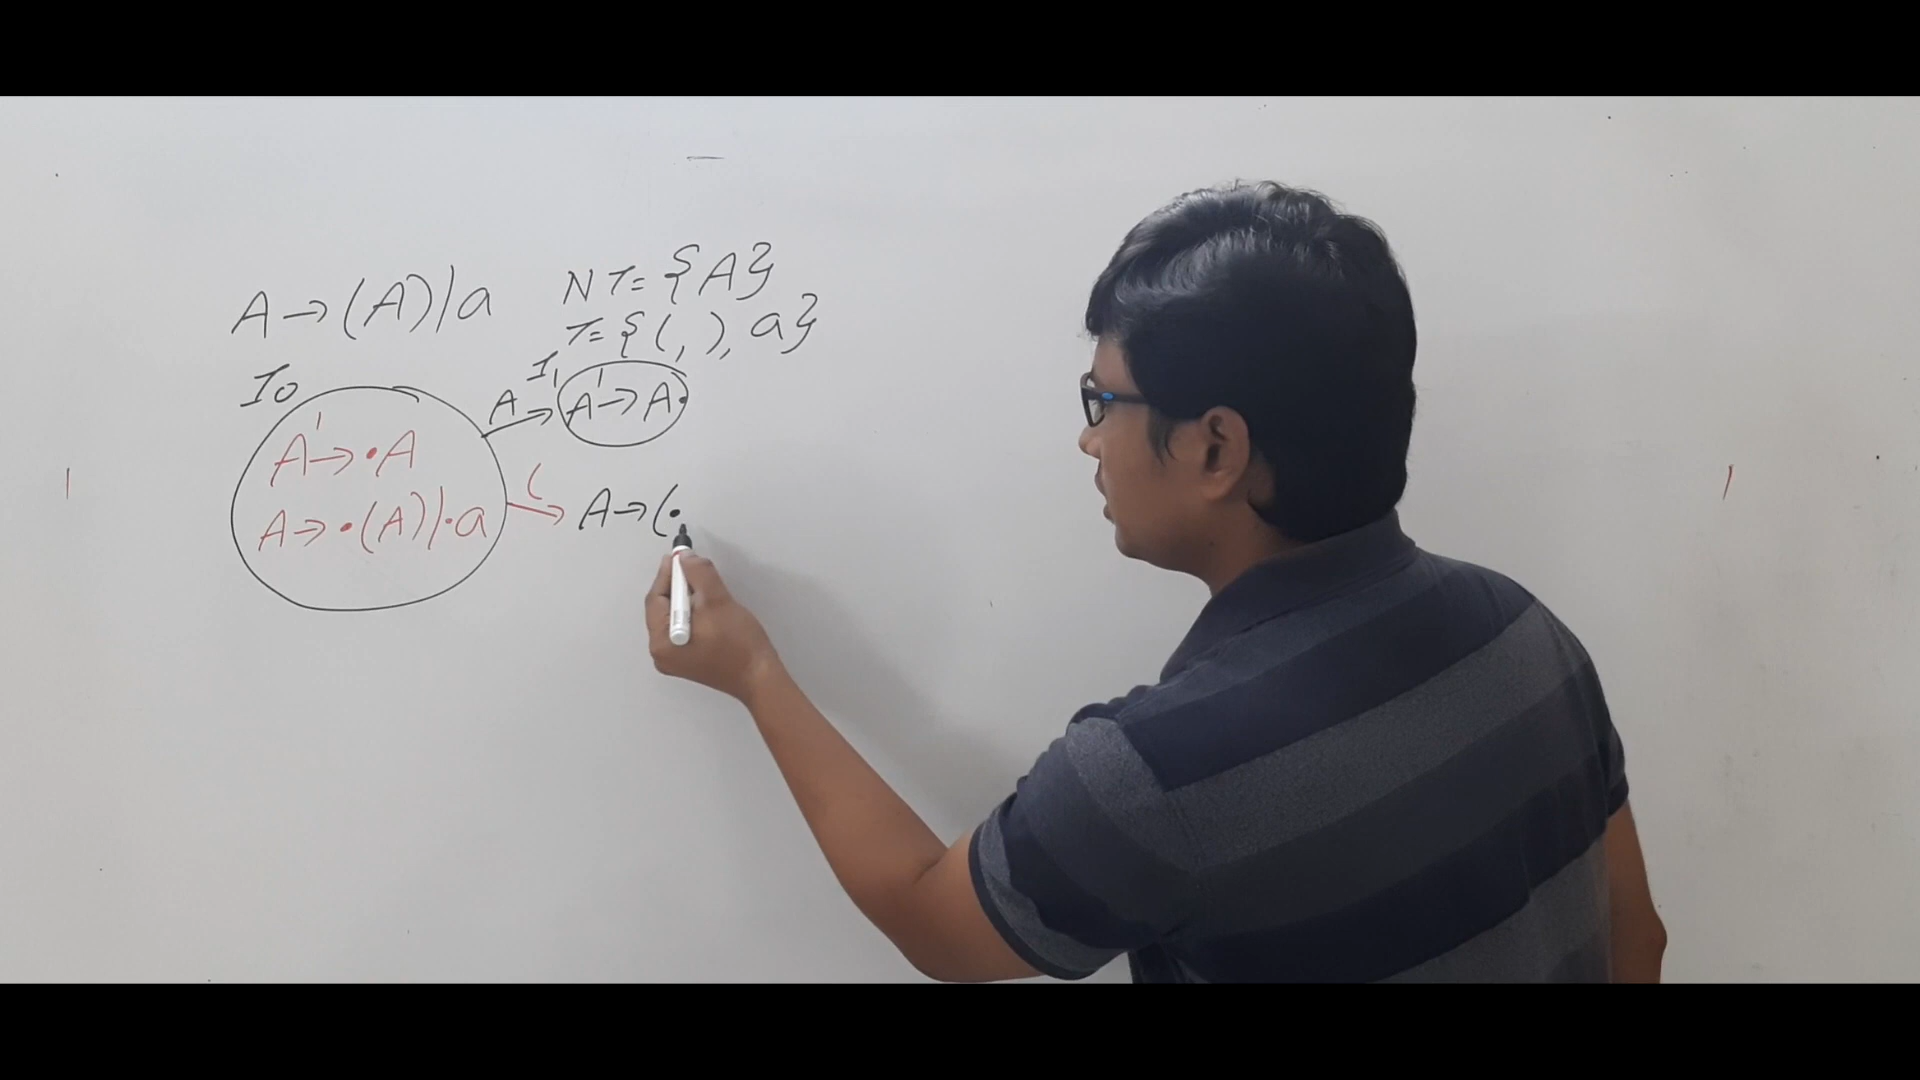 A → (A) | a
NT = {A}
T = {(, ), a}
I0
A' → •A
A → •(A) | •a
A
I1
A' → A•
(
A → (•